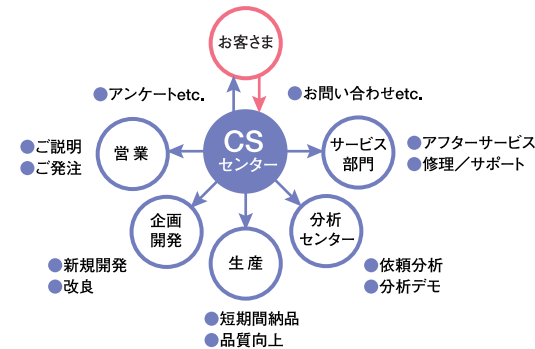 お客さま
●アンケートetc.
●お問い合わせetc.
CS
センター
●ご説明
●ご発注
営業
サービス
部門
●アフターサービス
●修理／サポート
企画
開発
●新規開発
●改良
生産
●短期間納品
●品質向上
分析
センター
●依頼分析
●分析デモ